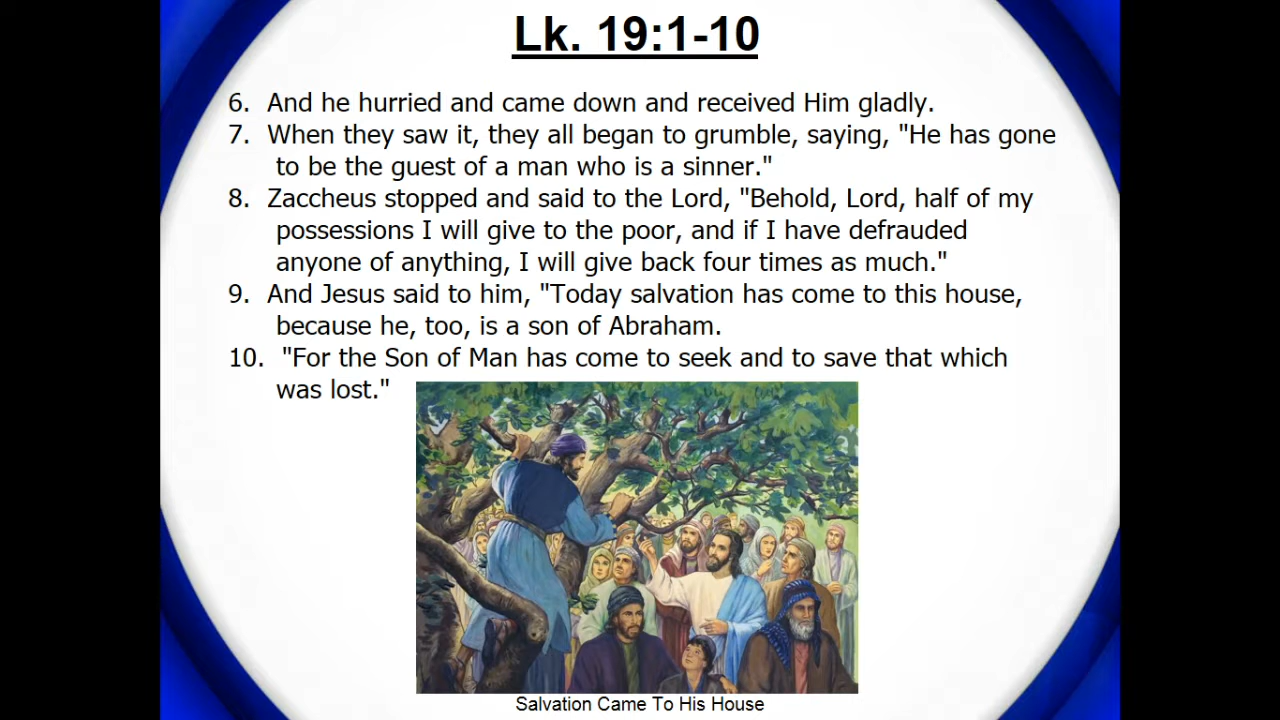 Lk. 19:1-10
6. And he hurried and came down and received Him gladly.
7. When they saw it, they all began to grumble, saying, "He has gone
to be the guest of a man who is a sinner."
8. Zaccheus stopped and said to the Lord, "Behold, Lord, half of my
possessions I will give to the poor, and if I have defrauded
anyone of anything, I will give back four times as much."
9. And Jesus said to him, "Today salvation has come to this house,
because he, too, is a son of Abraham.
10. "For the Son of Man has come to seek and to save that which
was lost."
Salvation Came To His House